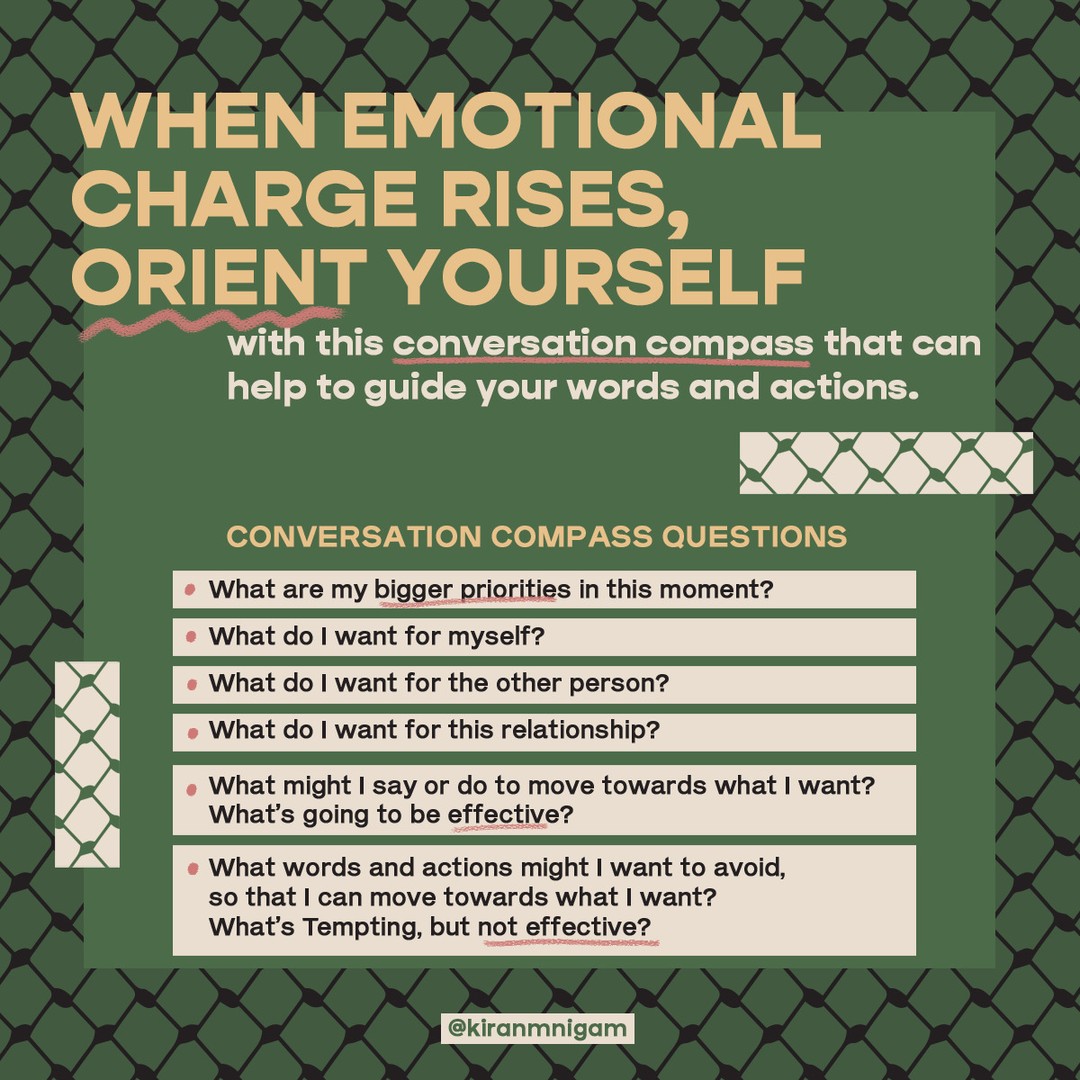 WHEN EMOTIONAL
CHARGE RISES,
ORIENT YOURSELF
with this conversation compass that can
help to guide your words and actions.
CONVERSATION COMPASS QUESTIONS
What are my bigger priorities in this moment?
What do I want for myself?
What do I want for the other person?
What do I want for this relationship?
What might I say or do to move towards what I want?
What's going to be effective?
What words and actions might I want to avoid,
so that I can move towards what I want?
What's Tempting, but not effective?
@kiranmnigam